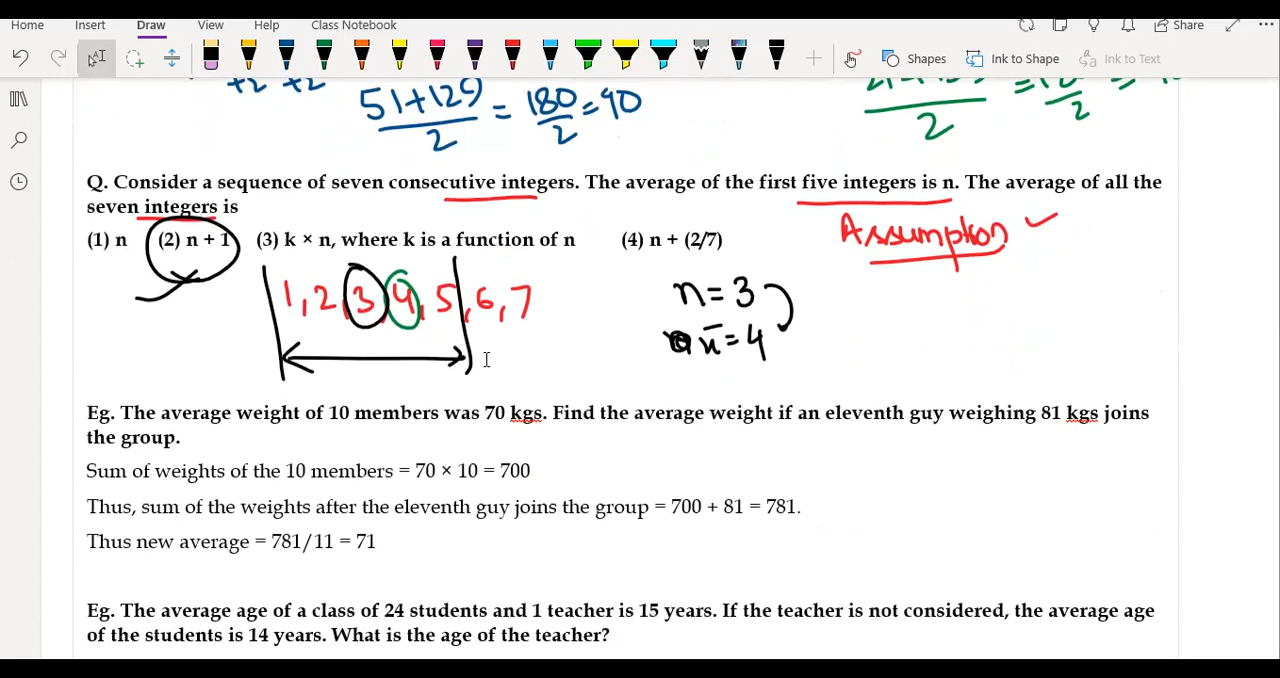 Home Insert Draw View Help Class Notebook Share
Shapes Ink to Shape Ink to Text
+2 +2
51+129/2 = 180/2 = 90
2
Q. Consider a sequence of seven consecutive integers. The average of the first five integers is n. The average of all the
seven integers is
Assumption
(1) n (2) n + 1 (3) k × n, where k is a function of n (4) n + (2/7)
1, 2, 3, 4, 5, 6, 7
n = 3
n̄ = 4
Eg. The average weight of 10 members was 70 kgs. Find the average weight if an eleventh guy weighing 81 kgs joins
the group.
Sum of weights of the 10 members = 70 × 10 = 700
Thus, sum of the weights after the eleventh guy joins the group = 700 + 81 = 781.
Thus new average = 781/11 = 71
Eg. The average age of a class of 24 students and 1 teacher is 15 years. If the teacher is not considered, the average age
of the students is 14 years. What is the age of the teacher?